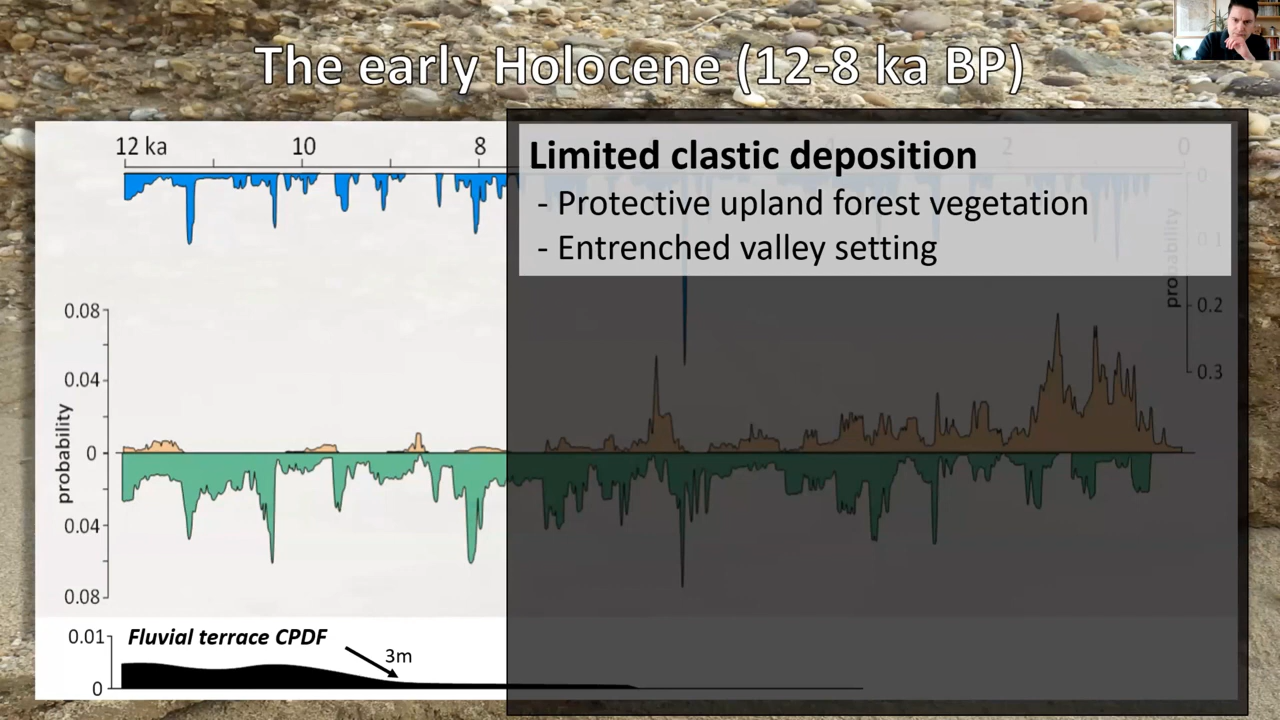 The early Holocene (12-8 ka BP)
12 ka 10 8 2 0
Limited clastic deposition
- Protective upland forest vegetation
- Entrenched valley setting
0
0.1
0.2
0.3
probability
0.08
0.04
0
0.04
0.08
probability
0.01
0
Fluvial terrace CPDF
3m